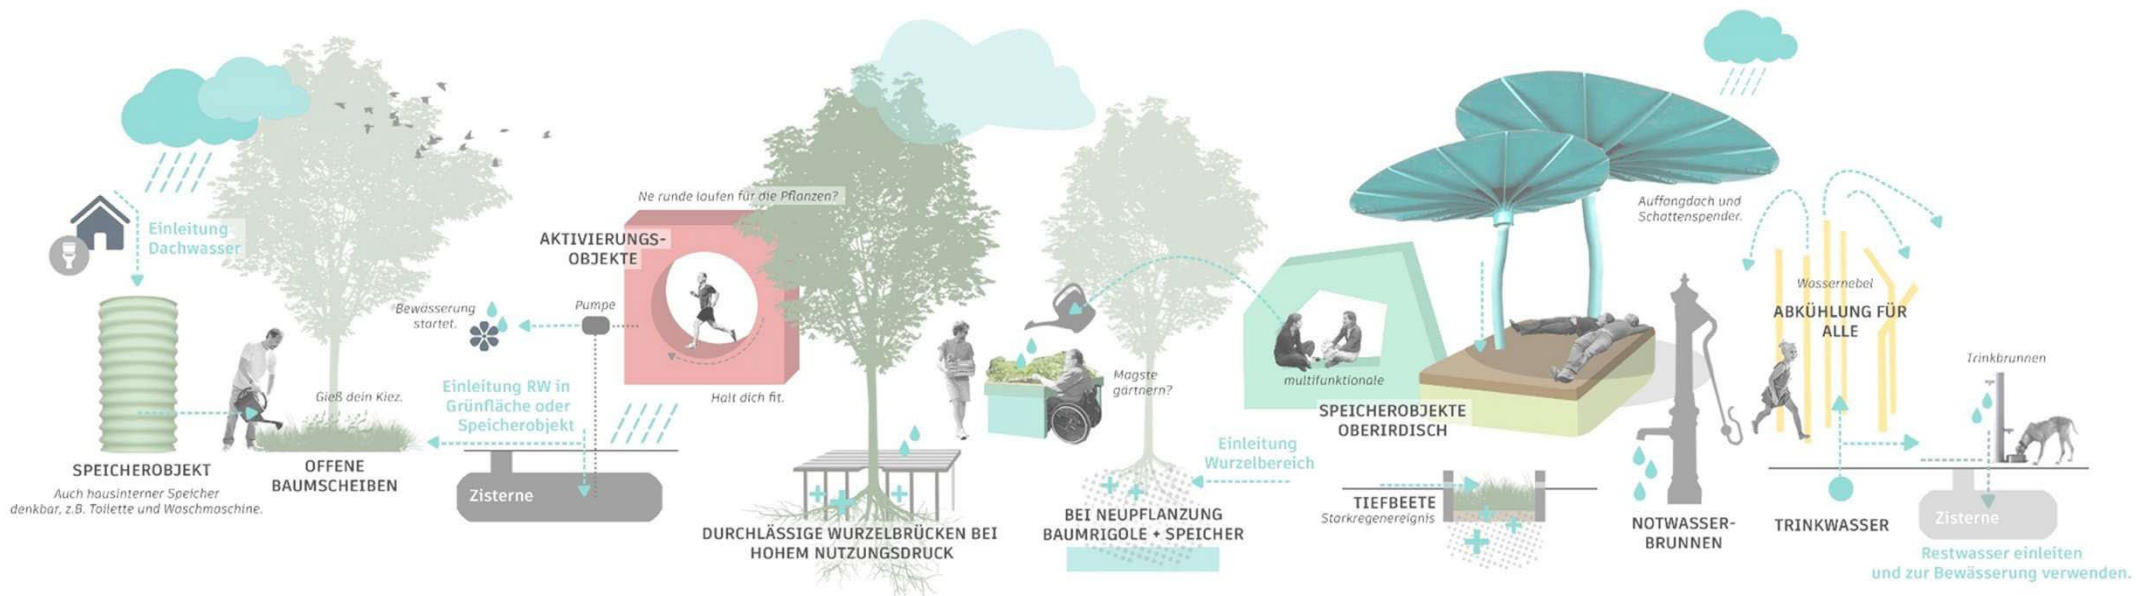 Einleitung
Dachwasser
SPEICHEROBJEKT
Auch hausinterner Speicher
denkbar, z.B. Toilette und Waschmaschine.
Gieß dein Kiez.
OFFENE
BAUMSCHEIBEN
Bewässerung
startet.
Pumpe
Einleitung RW in
Grünfläche oder
Speicherobjekt
Zisterne
Ne runde laufen für die Pflanzen?
AKTIVIERUNGS-
OBJEKTE
Halt dich fit.
DURCHLÄSSIGE WURZELBRÜCKEN BEI
HOHEM NUTZUNGSDRUCK
Magste
gärtnern?
Einleitung
Wurzelbereich
BEI NEUPFLANZUNG
BAUMRIGOLE + SPEICHER
multifunktionale
SPEICHEROBJEKTE
OBERIRDISCH
TIEFBEETE
Starkregenereignis
Auffangdach und
Schattenspender.
NOTWASSER-
BRUNNEN
Wassernebel
ABKÜHLUNG FÜR
ALLE
TRINKWASSER
Trinkbrunnen
Zisterne
Restwasser einleiten
und zur Bewässerung verwenden.